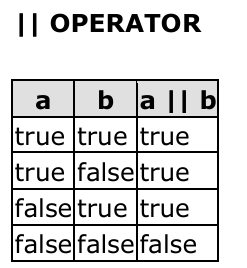 || OPERATOR
a b a || b
true true true
true false true
false true true
false false false